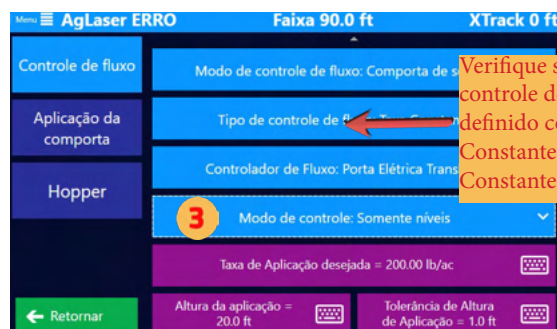 Menu AgLaser ERRO Faixa 90.0 ft XTrack 0 ft
Controle de fluxo
Modo de controle de fluxo: Comporta de
Verifique
controle
definido
Constante
Constante
Aplicação da
comporta
Tipo de controle de
Controlador de Fluxo: Porta Elétrica
Hopper
3 Modo de controle: Somente níveis
Taxa de Aplicação desejada = 200.00 lb/ac
Retornar
Altura da aplicação =
20.0 ft
Tolerância de Altura
de Aplicação = 1.0 ft